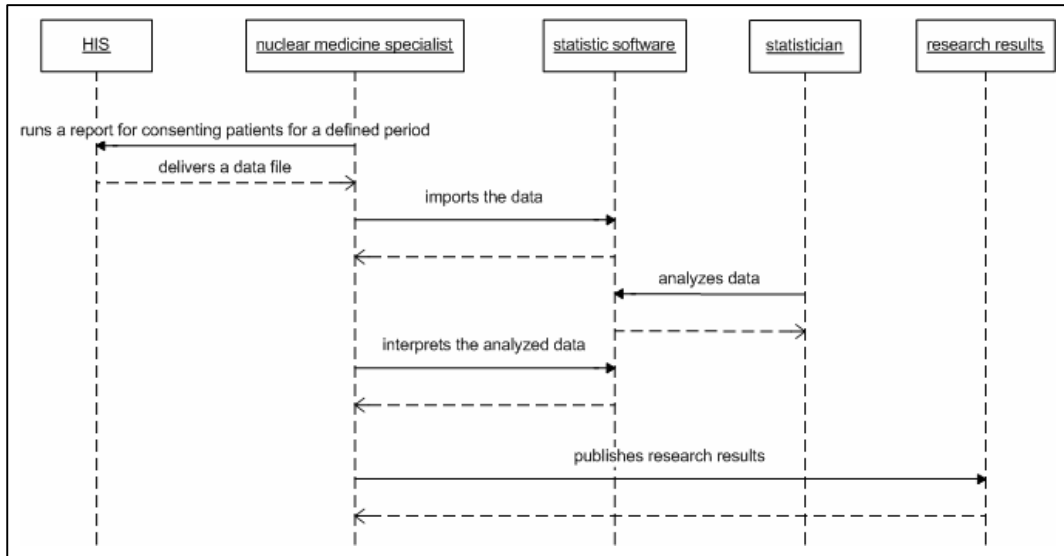 HIS
nuclear medicine specialist
statistic software
statistician
research results
runs a report for consenting patients for a defined period
delivers a data file
imports the data
analyzes data
interprets the analyzed data
publishes research results